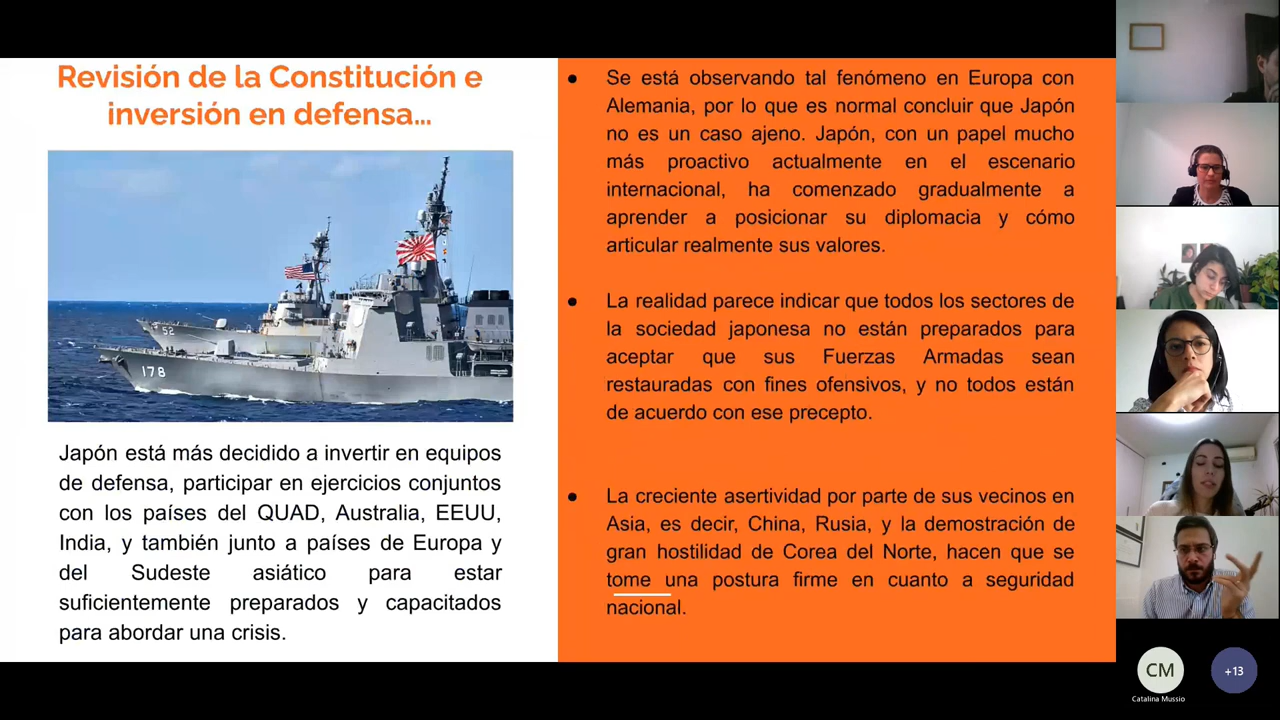 Revisión de la Constitución e
inversión en defensa...
52
178
Japón está más decidido a invertir en equipos
de defensa, participar en ejercicios conjuntos
con los países del QUAD, Australia, EEUU,
India, y también junto a países de Europa y
del Sudeste asiático para estar
suficientemente preparados y capacitados
para abordar una crisis.
Se está observando tal fenómeno en Europa con
Alemania, por lo que es normal concluir que Japón
no es un caso ajeno. Japón, con un papel mucho
más proactivo actualmente en el escenario
internacional, ha comenzado gradualmente a
aprender a posicionar su diplomacia y cómo
articular realmente sus valores.
La realidad parece indicar que todos los sectores de
la sociedad japonesa no están preparados para
aceptar que sus Fuerzas Armadas sean
restauradas con fines ofensivos, y no todos están
de acuerdo con ese precepto.
La creciente asertividad por parte de sus vecinos en
Asia, es decir, China, Rusia, y la demostración de
gran hostilidad de Corea del Norte, hacen que se
tome una postura firme en cuanto a seguridad
nacional.
CM
Catalina Mussio
+13